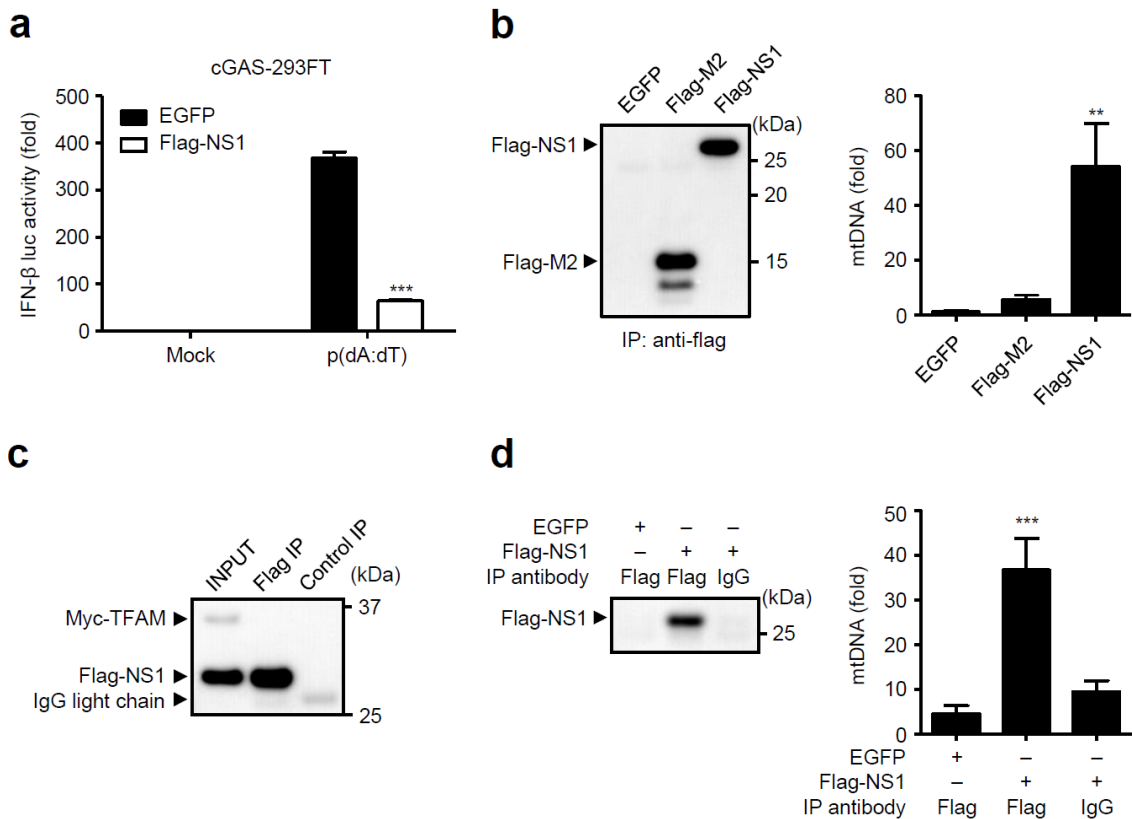 a
cGAS-293FT
EGFP
Flag-NS1
IFN-β luc activity (fold)
500
400
300
200
100
50
0
***
Mock
p(dA:dT)
b
EGFP
Flag-M2
Flag-NS1
(kDa)
Flag-NS1
25
20
Flag-M2
15
IP: anti-flag
mtDNA (fold)
80
60
40
20
0
**
EGFP
Flag-M2
Flag-NS1
c
INPUT
Flag IP
Control IP
(kDa)
Myc-TFAM
37
Flag-NS1
IgG light chain
25
d
EGFP + – –
Flag-NS1 – + +
IP antibody Flag Flag IgG
(kDa)
Flag-NS1
25
mtDNA (fold)
50
40
30
20
10
0
***
EGFP + – –
Flag-NS1 – + +
IP antibody Flag Flag IgG